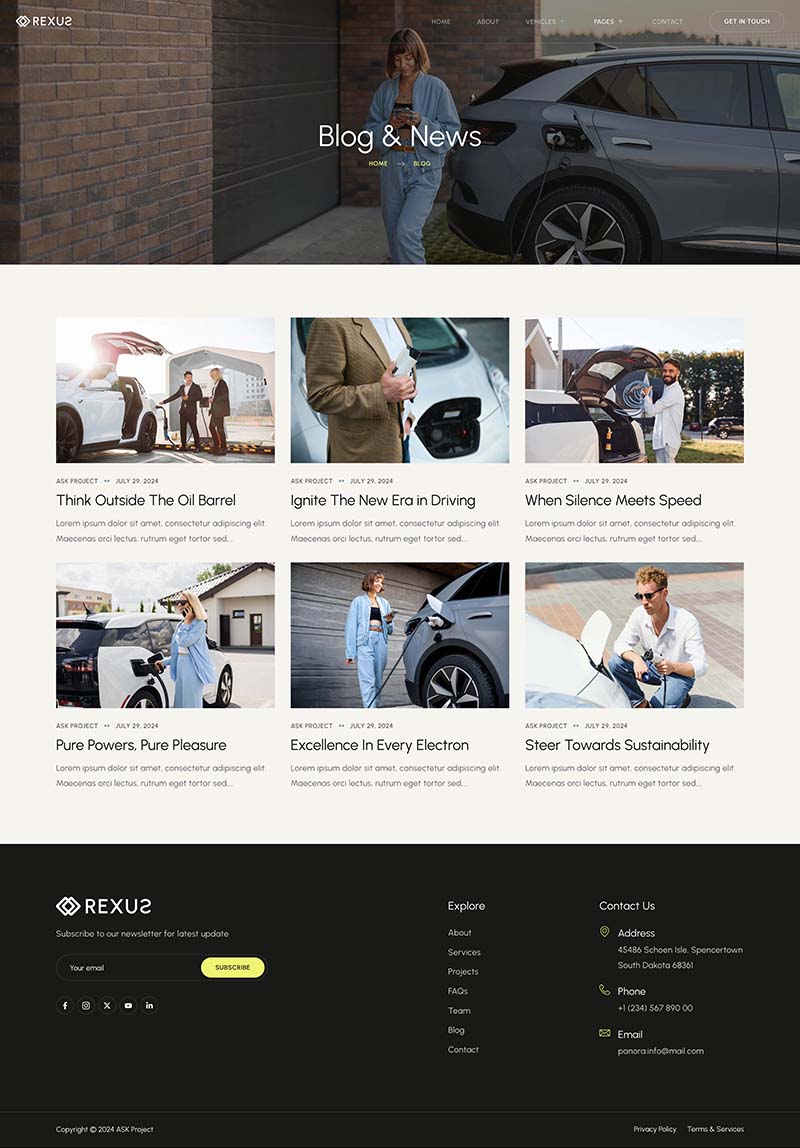 REXUS
HOME ABOUT VEHICLES + PAGES + CONTACT GET IN TOUCH
Blog & News
HOME → BLOG
ASK PROJECT JULY 29, 2024
Think Outside The Oil Barrel
Lorem ipsum dolor sit amet, consectetur adipiscing elit.
Maecenas orci lectus, rutrum eget tortor sed....
ASK PROJECT JULY 29, 2024
Ignite The New Era in Driving
Lorem ipsum dolor sit amet, consectetur adipiscing elit.
Maecenas orci lectus, rutrum eget tortor sed....
ASK PROJECT JULY 29, 2024
When Silence Meets Speed
Lorem ipsum dolor sit amet, consectetur adipiscing elit.
Maecenas orci lectus, rutrum eget tortor sed....
ASK PROJECT JULY 29, 2024
Pure Powers, Pure Pleasure
Lorem ipsum dolor sit amet, consectetur adipiscing elit.
Maecenas orci lectus, rutrum eget tortor sed....
ASK PROJECT JULY 29, 2024
Excellence In Every Electron
Lorem ipsum dolor sit amet, consectetur adipiscing elit.
Maecenas orci lectus, rutrum eget tortor sed....
ASK PROJECT JULY 29, 2024
Steer Towards Sustainability
Lorem ipsum dolor sit amet, consectetur adipiscing elit.
Maecenas orci lectus, rutrum eget tortor sed....
REXUS
Subscribe to our newsletter for latest update
Your email SUBSCRIBE
Explore
About
Services
Projects
FAQs
Team
Blog
Contact
Contact Us
Address
45486 Schoen Isle, Spencertown
South Dakota 68361
Phone
+1 (234) 567 890 00
Email
panora.info@mail.com
Copyright © 2024 ASK Project
Privacy Policy Terms & Services